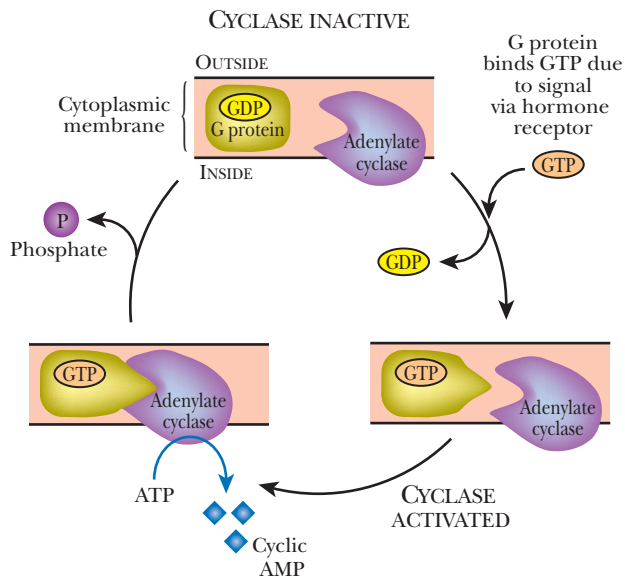 CYCLASE INACTIVE
OUTSIDE
Cytoplasmic
membrane
GDP
G protein
Adenylate
cyclase
INSIDE
G protein
binds GTP due
to signal
via hormone
receptor
GTP
GDP
P
Phosphate
GTP
Adenylate
cyclase
GTP
Adenylate
cyclase
CYCLASE
ACTIVATED
ATP
Cyclic
AMP